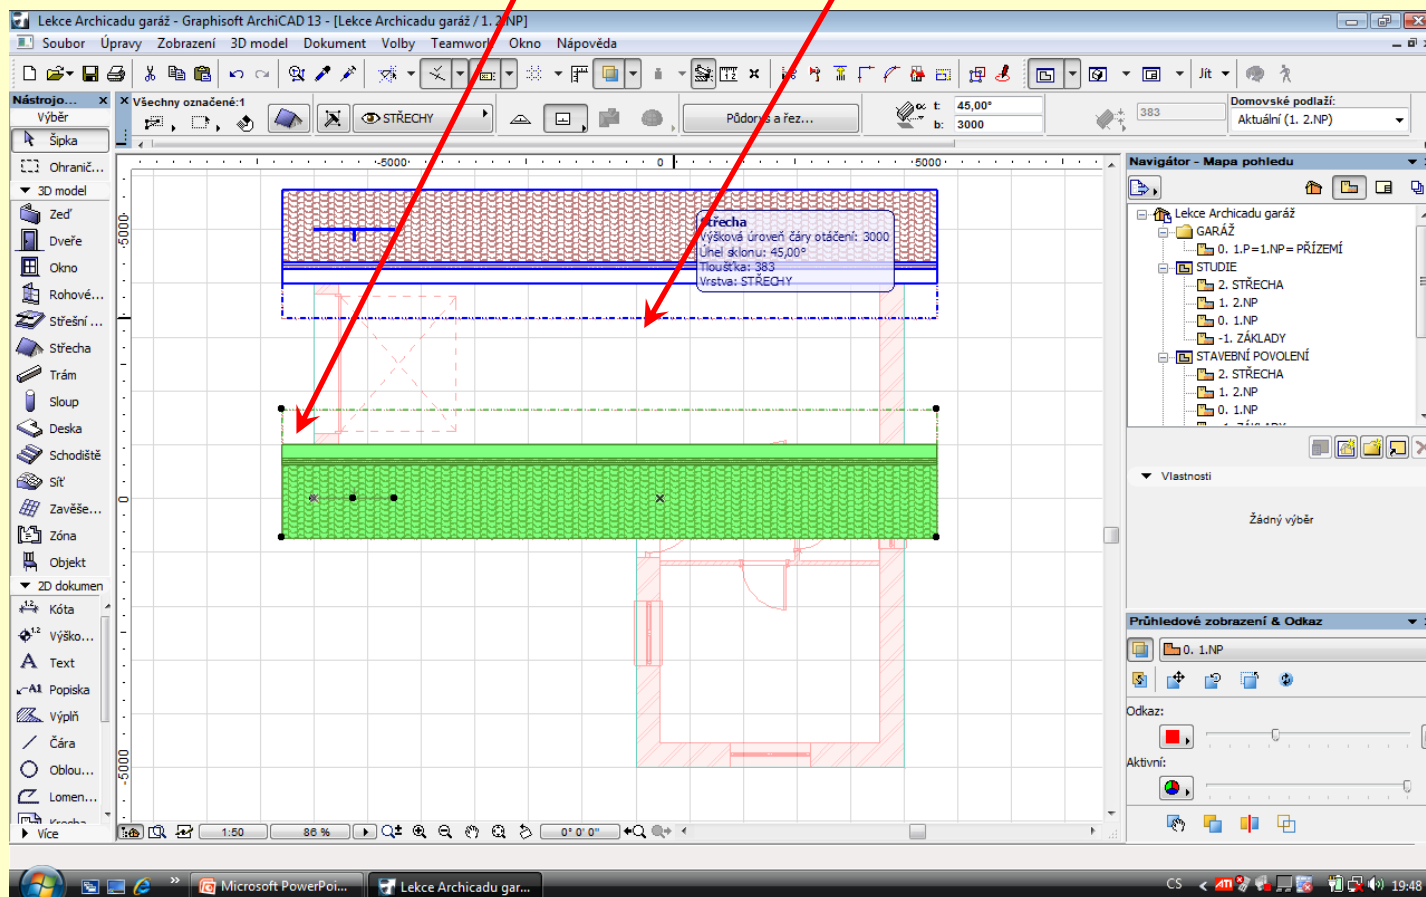 Lekce Archicadu garáž - Graphisoft ArchiCAD 13 - [Lekce Archicadu garáž / 1. 2.NP]
Soubor Úpravy Zobrazení 3D model Dokument Volby Teamwork Okno Nápověda
Jít
Nástrojo...
Výběr
Všechny označené:1
STŘECHY
Půdorys a řez...
α t: 45,00°
b: 3000
383
Domovské podlaží:
Aktuální (1. 2.NP)
Šipka
Ohranič...
3D model
Zeď
Dveře
Okno
Rohové...
Střešní ...
Střecha
Trám
Sloup
Deska
Schodiště
Síť
Závěše...
Zóna
Objekt
2D dokumen
Kóta
Výško...
Text
Popiska
Výplň
Čára
Oblou...
Lomen...
Více
-5000
0
5000
-5000
0
-5000
Střecha
Výšková úroveň čáry otáčení: 3000
Úhel sklonu: 45,00°
Tloušťka: 383
Vrstva: STŘECHY
Navigátor - Mapa pohledu
Lekce Archicadu garáž
GARÁŽ
0. 1.P=1.NP= PŘÍZEMÍ
STUDIE
2. STŘECHA
1. 2.NP
0. 1.NP
-1. ZÁKLADY
STAVEBNÍ POVOLENÍ
2. STŘECHA
1. 2.NP
0. 1.NP
Vlastnosti
Žádný výběr
Průhledové zobrazení & Odkaz
0. 1.NP
Odkaz:
Aktivní:
1:50
86 %
0° 0' 0"
Microsoft PowerPoi...
Lekce Archicadu gar...
CS
ATI
19:48